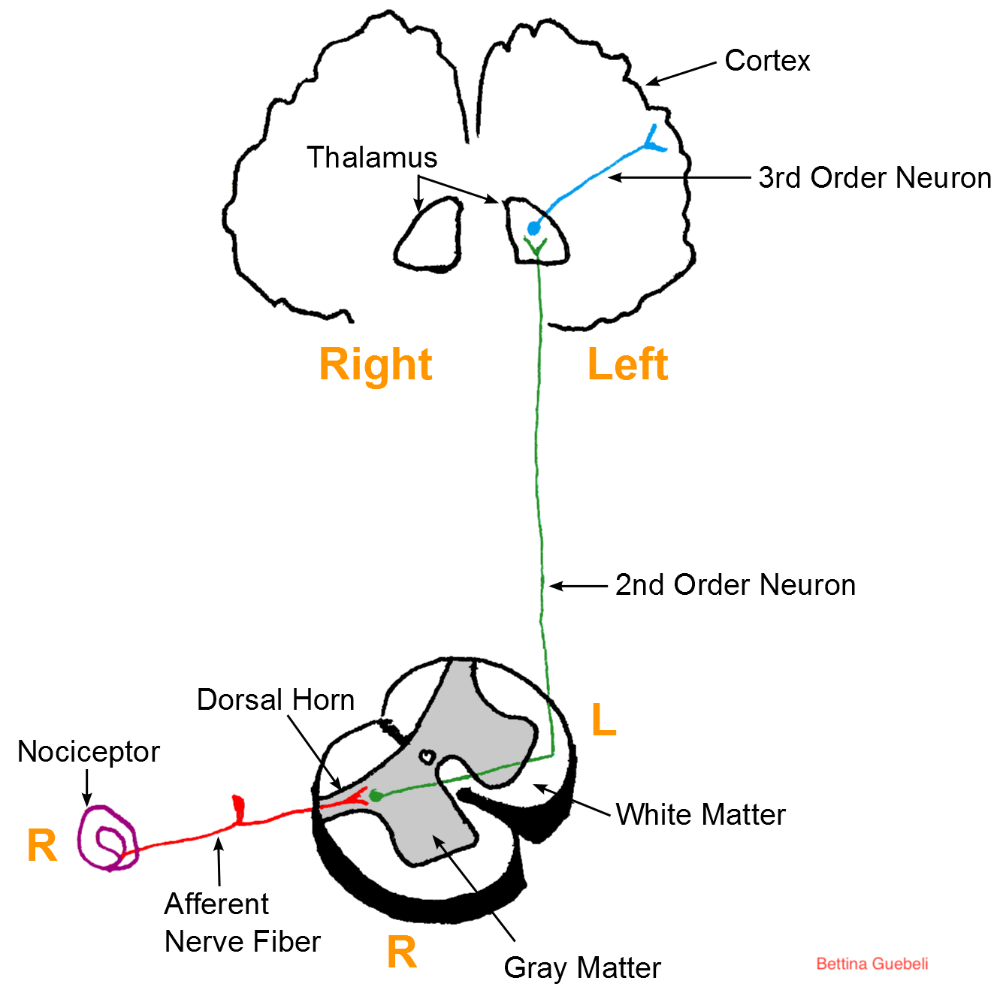 Cortex
Thalamus
3rd Order Neuron
Right
Left
2nd Order Neuron
Dorsal Horn
L
Nociceptor
White Matter
R
Afferent
Nerve Fiber
R
Gray Matter
Bettina Guebeli